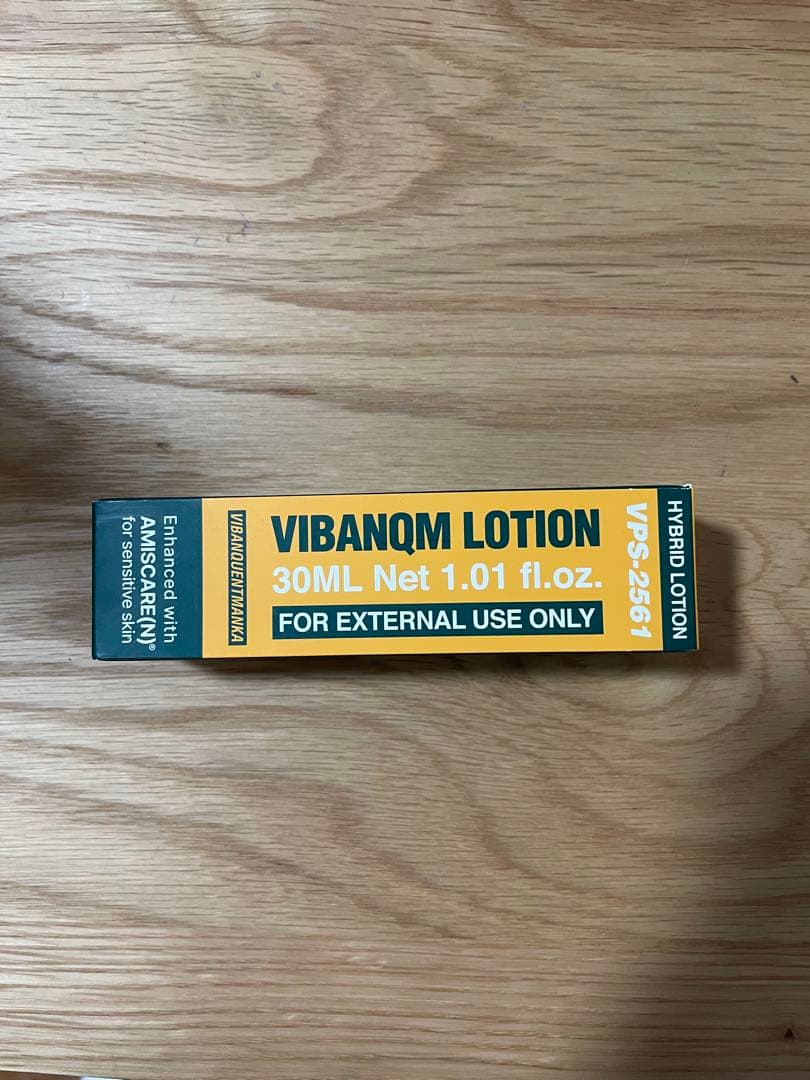 Enhanced with
AMISCARE(N)®
for sensitive skin
VIBANQUENTMANKA
VIBANQM LOTION
30ML Net 1.01 fl.oz.
FOR EXTERNAL USE ONLY
VPS-2561
HYBRID LOTION